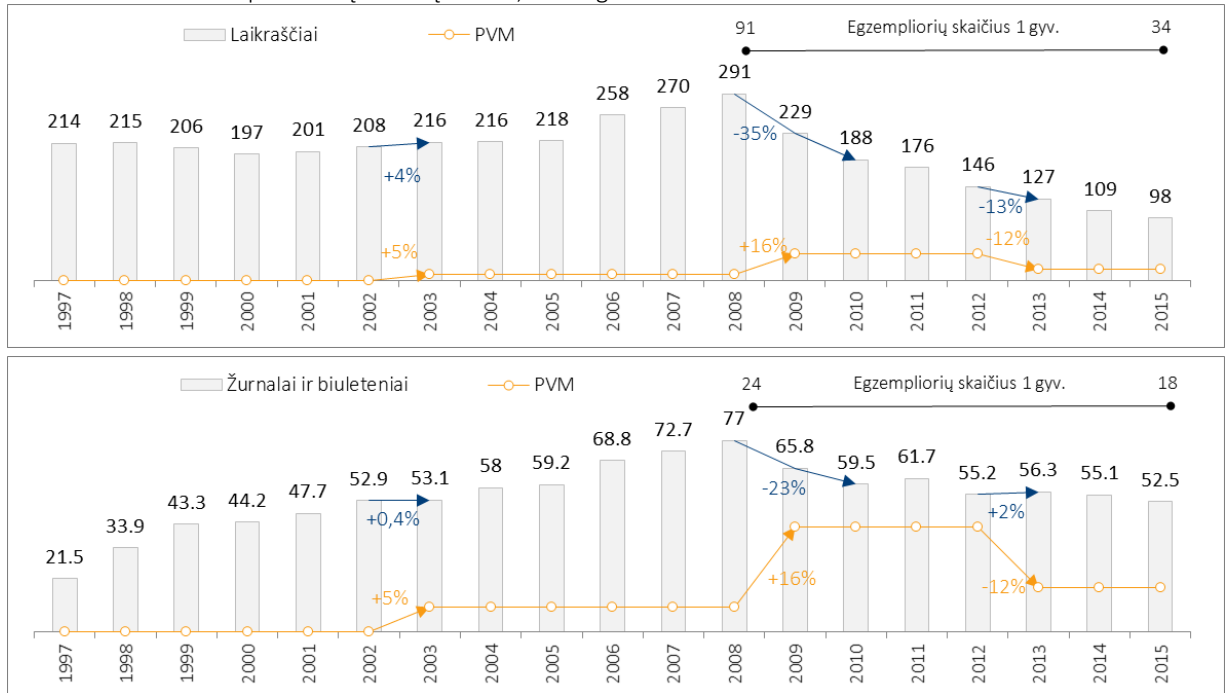 Laikraščiai PVM 91 Egzempliorių skaičius 1 gyv. 34
214 215 206 197 201 208 216 216 218 258 270 291 229 188 176 146 127 109 98
+4% -35% -13%
+5% +16% -12%
1997 1998 1999 2000 2001 2002 2003 2004 2005 2006 2007 2008 2009 2010 2011 2012 2013 2014 2015
Žurnalai ir biuleteniai PVM 24 Egzempliorių skaičius 1 gyv. 18
21.5 33.9 43.3 44.2 47.7 52.9 53.1 58 59.2 68.8 72.7 77 65.8 59.5 61.7 55.2 56.3 55.1 52.5
+0,4% -23% +2%
+5% +16% -12%
1997 1998 1999 2000 2001 2002 2003 2004 2005 2006 2007 2008 2009 2010 2011 2012 2013 2014 2015